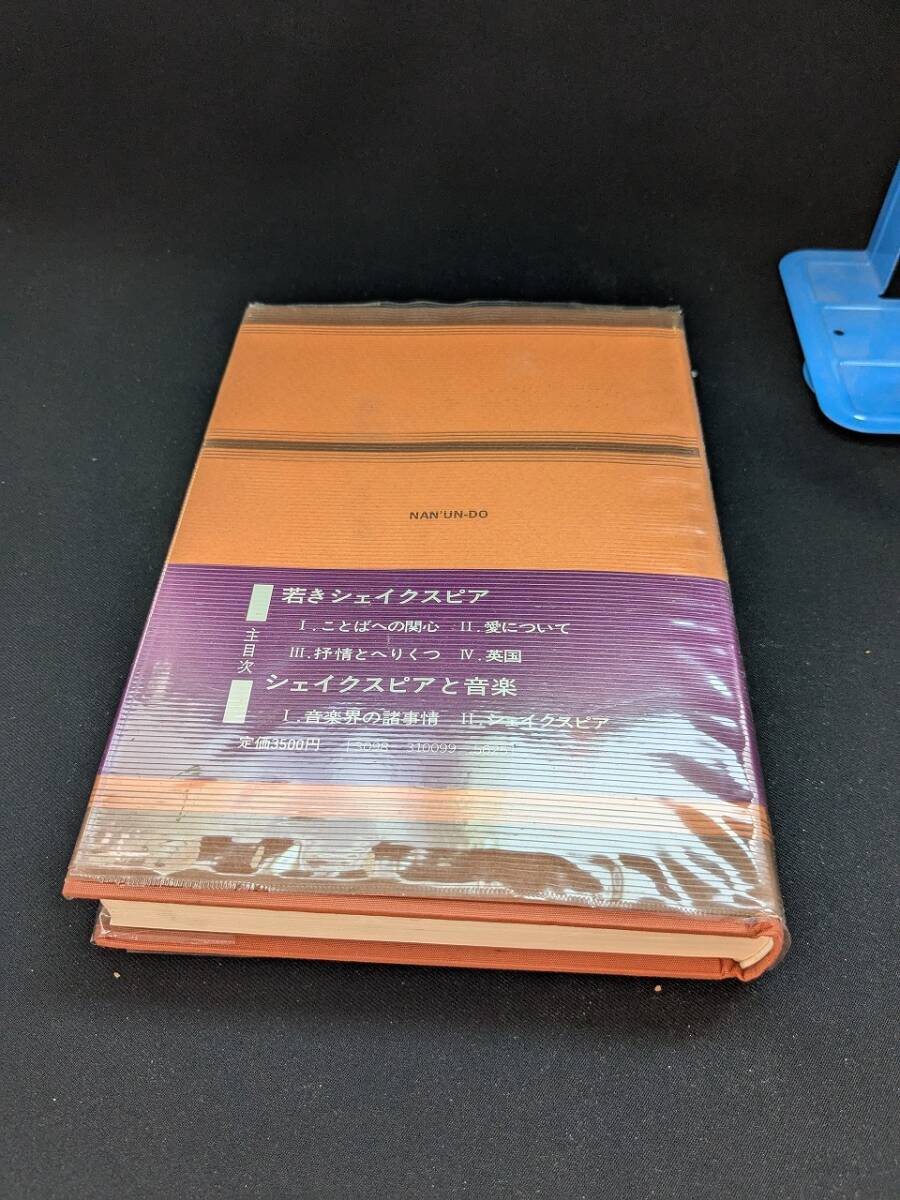 NAN'UN-DO
若きシェイクスピア
I.ことばへの関心 II.愛について
III.抒情とへりくつ IV.英国
主目次
シェイクスピアと音楽
I.音楽界の諸事情 II.シェイクスピア
定価3500円 3098 310099